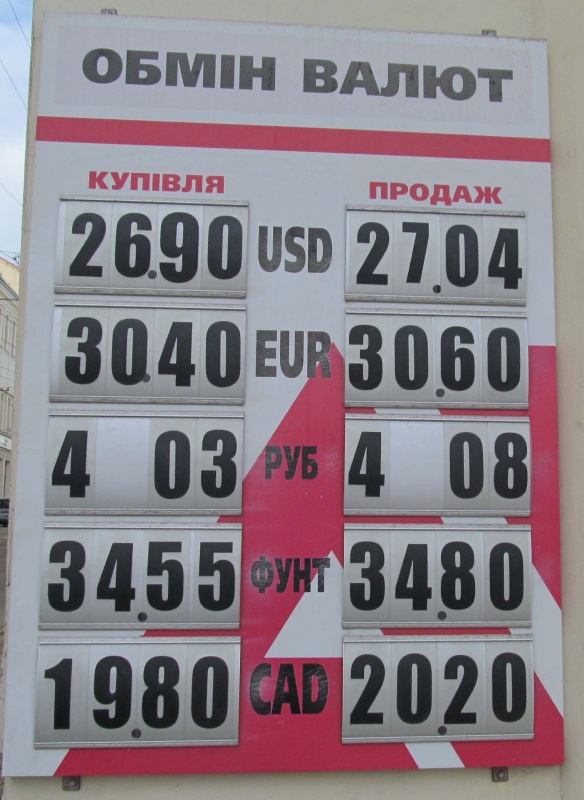 ОБМІН ВАЛЮТ
КУПІВЛЯ ПРОДАЖ
26.90 USD 27.04
30.40 EUR 30.60
4 03 РУБ 4 08
34.55 ФУНТ 34.80
19.80 CAD 20.20